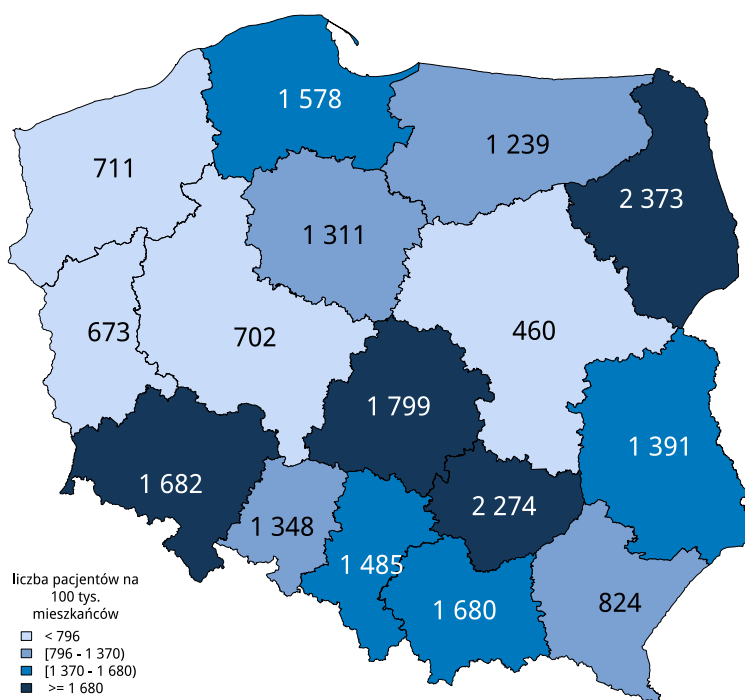 1 578
1 239
711
2 373
1 311
673
702
460
1 799
1 391
1 682
2 274
1 348
1 485
1 680
824
liczba pacjentów na
100 tys.
mieszkańców
< 796
[796 - 1 370)
[1 370 - 1 680)
>= 1 680